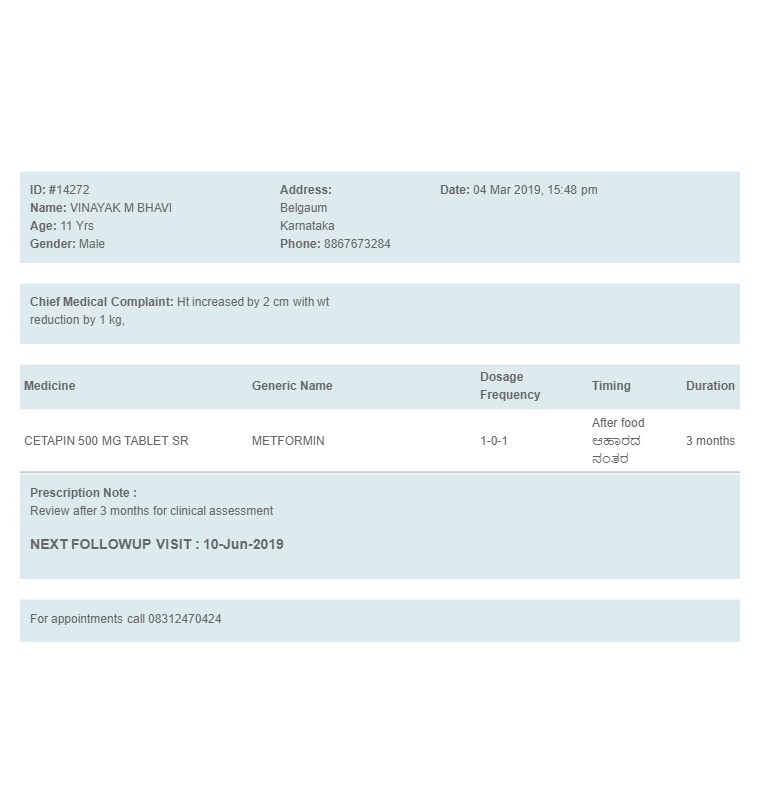 ID: #14272
Name: VINAYAK M BHAVI
Age: 11 Yrs
Gender: Male
Address:
Belgaum
Karnataka
Phone: 8867673284
Date: 04 Mar 2019, 15:48 pm
Chief Medical Complaint: Ht increased by 2 cm with wt
reduction by 1 kg,
Medicine Generic Name Dosage Frequency Timing Duration
CETAPIN 500 MG TABLET SR METFORMIN 1-0-1 After food ಆಹಾರದ ನಂತರ 3 months
Prescription Note :
Review after 3 months for clinical assessment
NEXT FOLLOWUP VISIT : 10-Jun-2019
For appointments call 08312470424